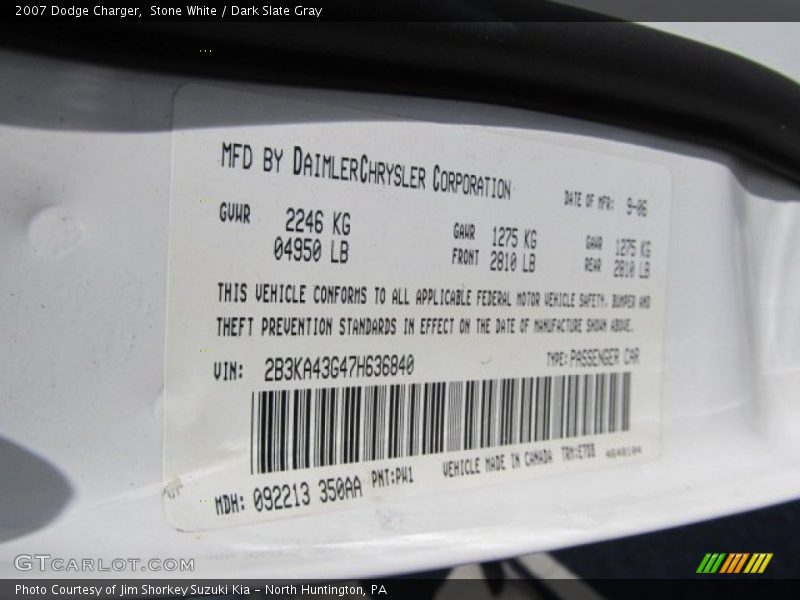 2007 Dodge Charger,  Stone White / Dark Slate Gray
MFD BY DAIMLERCHRYSLER CORPORATION
DATE OF MFR: 9-06
GVWR 2246 KG
04950 LB
GAWR 1275 KG
FRONT 2810 LB
GAWR 1275 KG
REAR 2810 LB
THIS VEHICLE CONFORMS TO ALL APPLICABLE FEDERAL MOTOR VEHICLE SAFETY, BUMPER AND
THEFT PREVENTION STANDARDS IN EFFECT ON THE DATE OF MANUFACTURE SHOWN ABOVE.
VIN: 2B3KA43G47H636840
TYPE: PASSENGER CAR
MDH: 092213 350AA
PNT:PW1
VEHICLE MADE IN CANADA
GTCARLOT.COM
Photo Courtesy of Jim Shorkey Suzuki Kia - North Huntington, PA